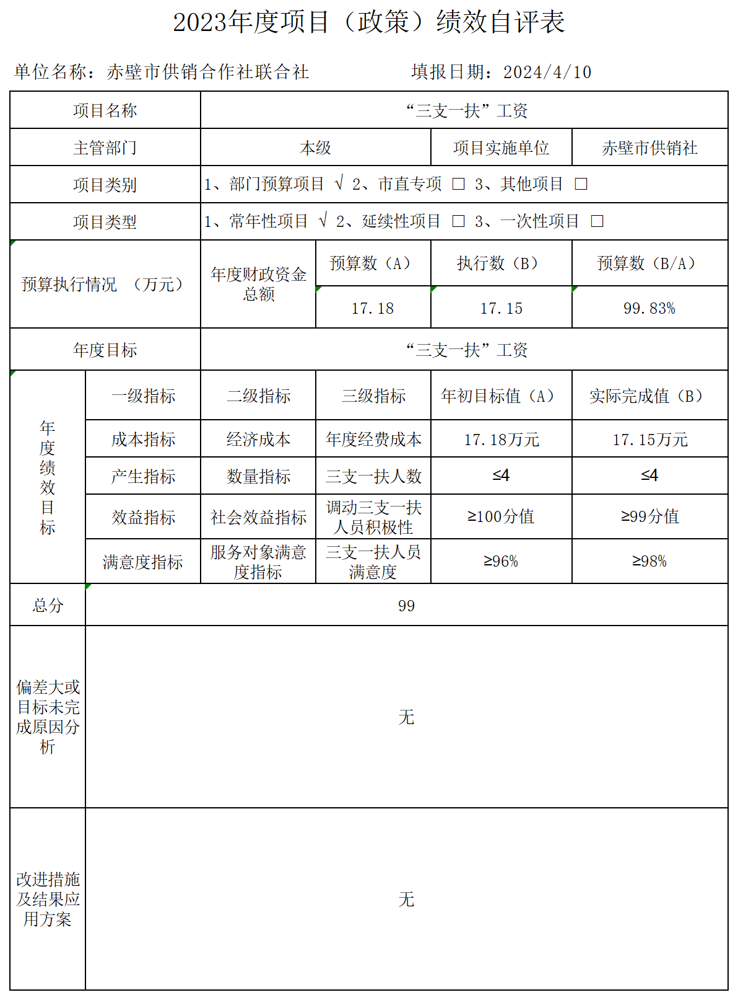 2023年度项目（政策）绩效自评表
单位名称：赤壁市供销合作社联合社 填报日期：2024/4/10
项目名称 “三支一扶”工资
主管部门 本级 项目实施单位 赤壁市供销社
项目类别 1、部门预算项目 √ 2、市直专项 □ 3、其他项目 □
项目类型 1、常年性项目 √ 2、延续性项目 □ 3、一次性项目 □
预算执行情况 （万元） 年度财政资金
总额
预算数（A） 执行数（B） 预算数（B/A）
17.18 17.15 99.83%
年度目标 “三支一扶”工资
年
度
绩
效
目
标
一级指标 二级指标 三级指标 年初目标值（A） 实际完成值（B）
成本指标 经济成本 年度经费成本 17.18万元 17.15万元
产生指标 数量指标 三支一扶人数 ≤4 ≤4
效益指标 社会效益指标 调动三支一扶
人员积极性 ≥100分值 ≥99分值
满意度指标 服务对象满意
度指标 三支一扶人员
满意度 ≥96% ≥98%
总分 99
偏差大或
目标未完
成原因分
析
无
改进措施
及结果应
用方案
无